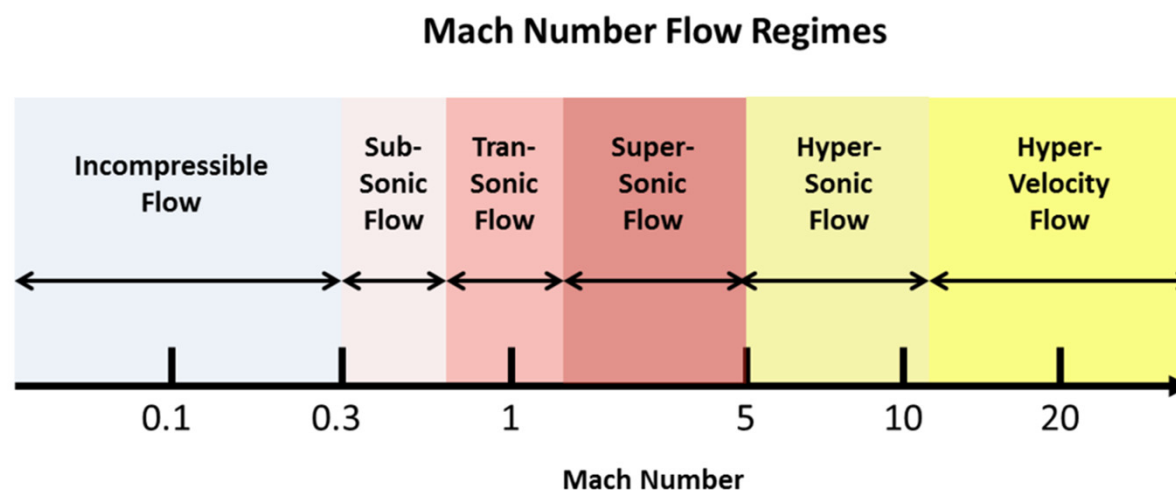 Mach Number Flow Regimes
Incompressible
Flow
Sub-
Sonic
Flow
Tran-
Sonic
Flow
Super-
Sonic
Flow
Hyper-
Sonic
Flow
Hyper-
Velocity
Flow
0.1 0.3 1 5 10 20
Mach Number